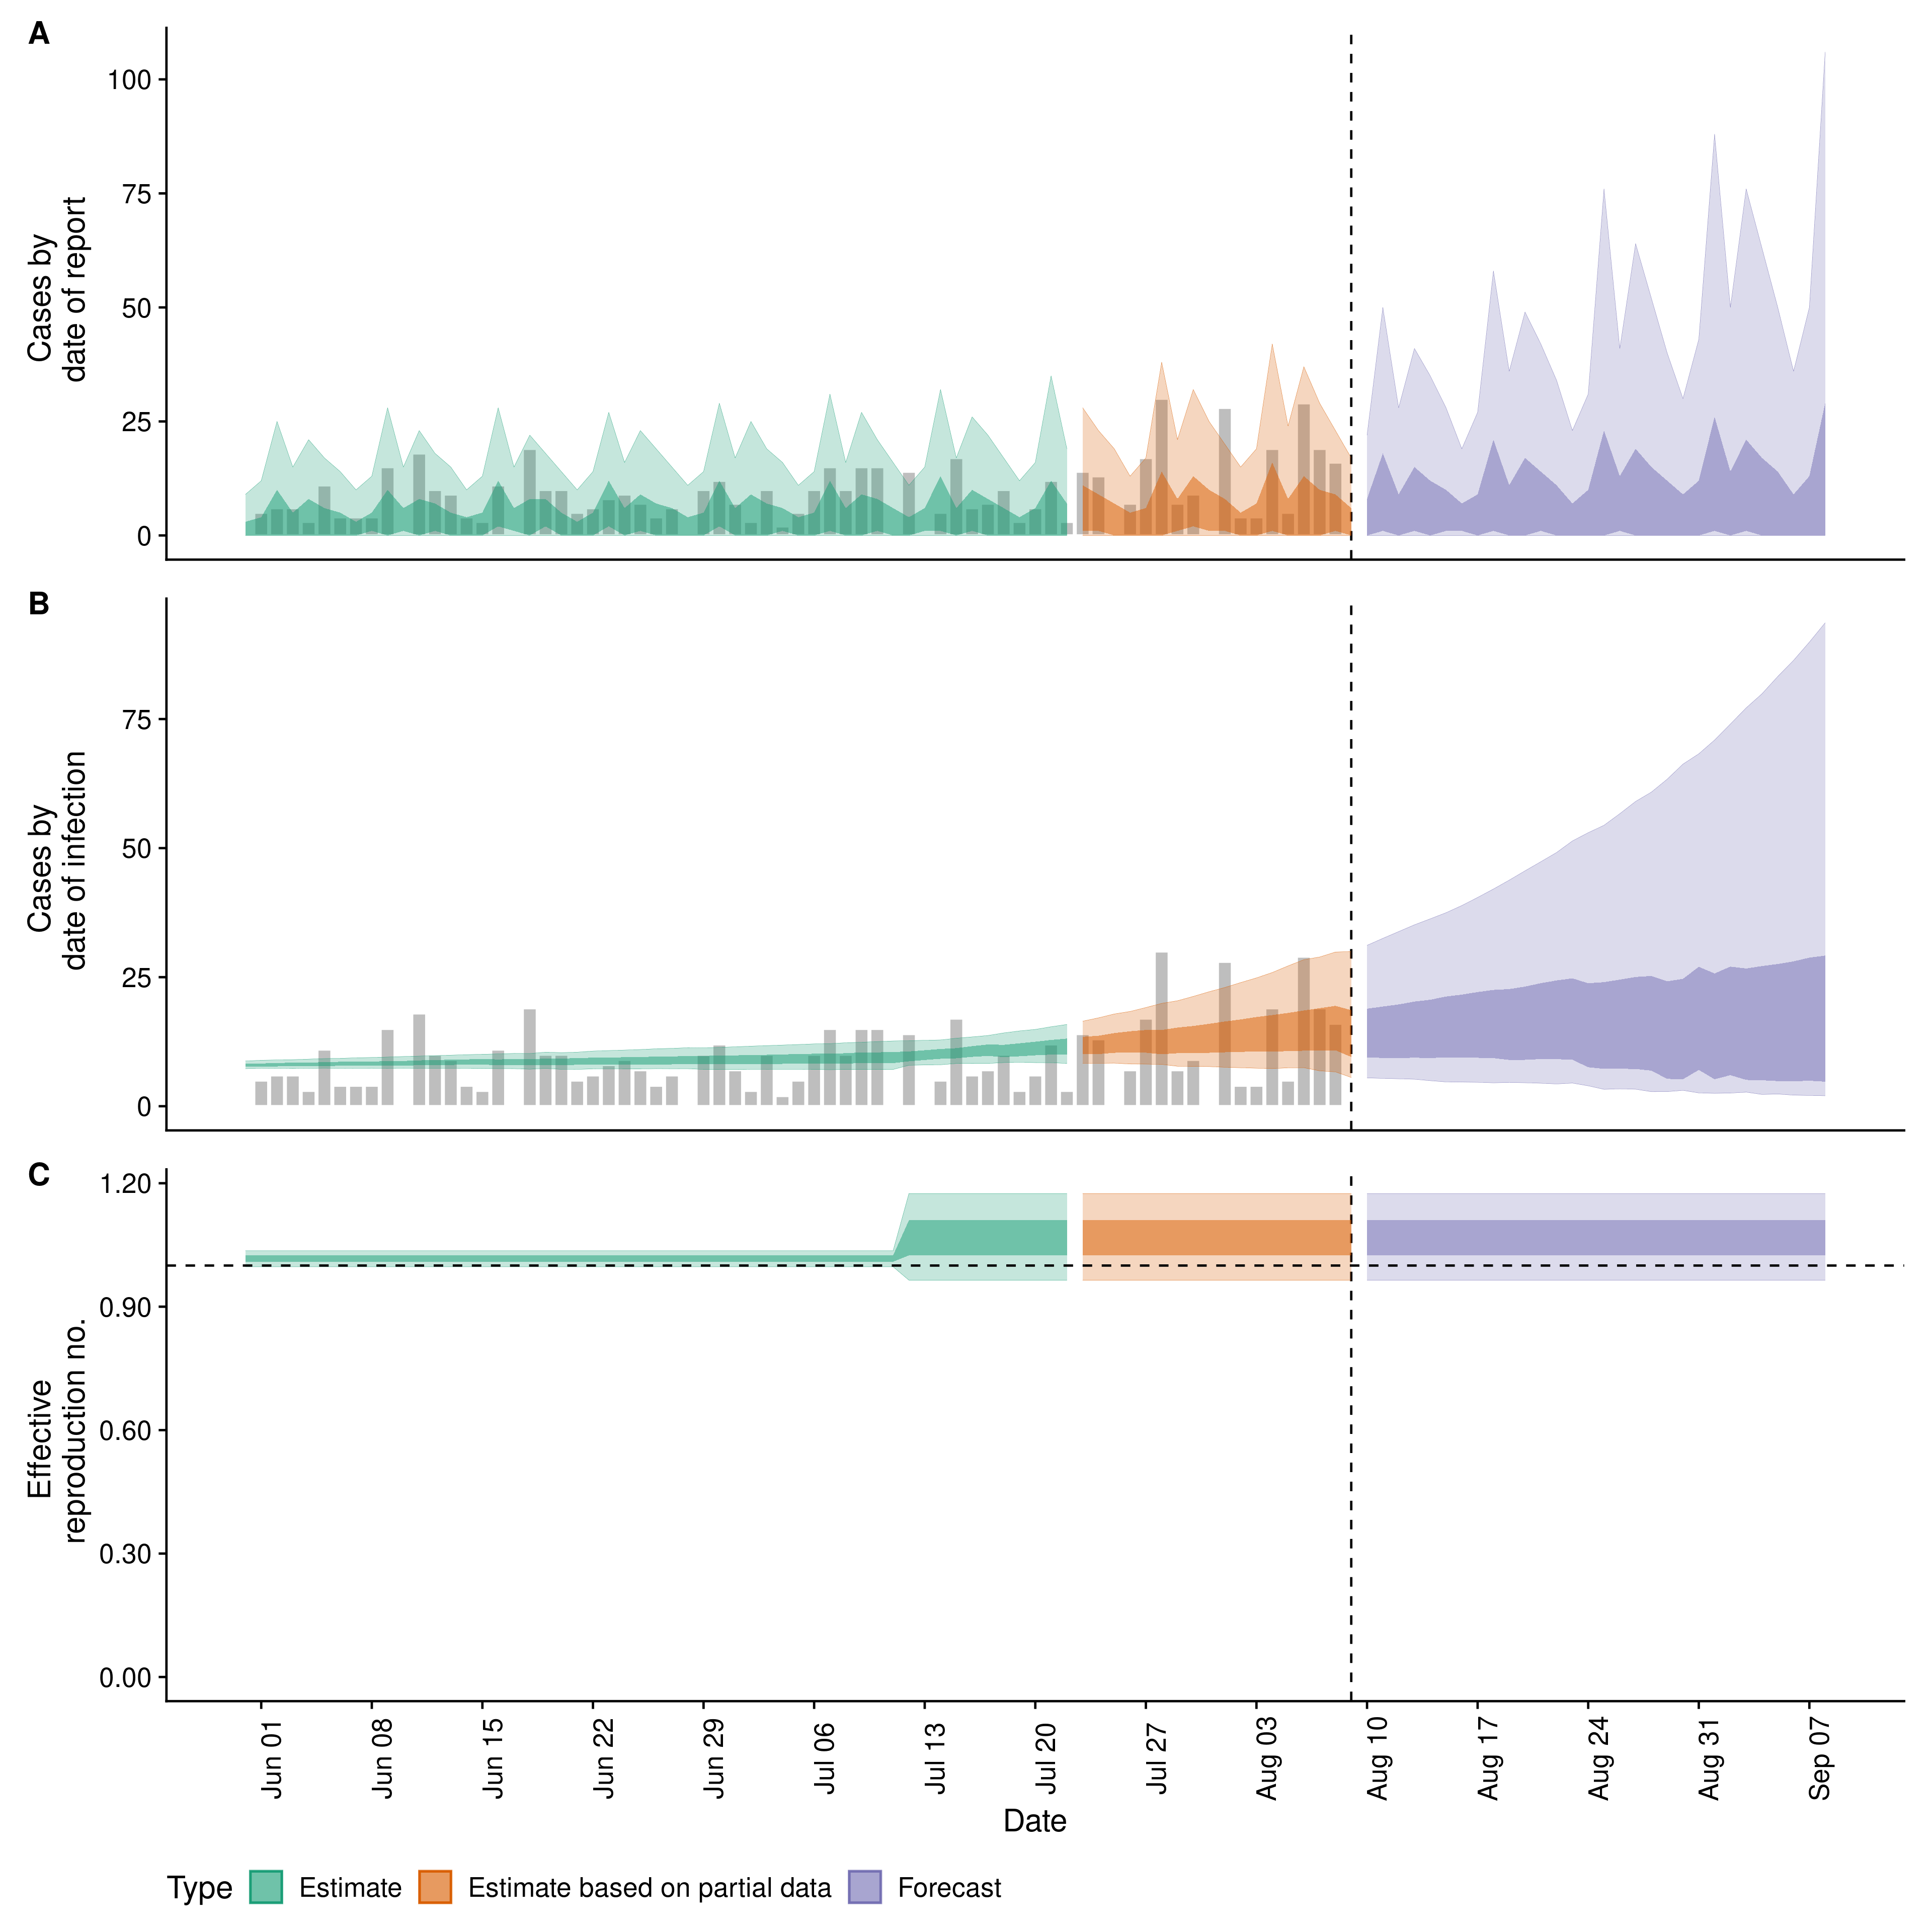 A
Cases by
date of report
100
75
50
25
0
B
Cases by
date of infection
75
50
25
0
C
Effective
reproduction no.
1.20
0.90
0.60
0.30
0.00
Jun 01
Jun 08
Jun 15
Jun 22
Jun 29
Jul 06
Jul 13
Jul 20
Jul 27
Aug 03
Aug 10
Aug 17
Aug 24
Aug 31
Sep 07
Date
Type Estimate Estimate based on partial data Forecast